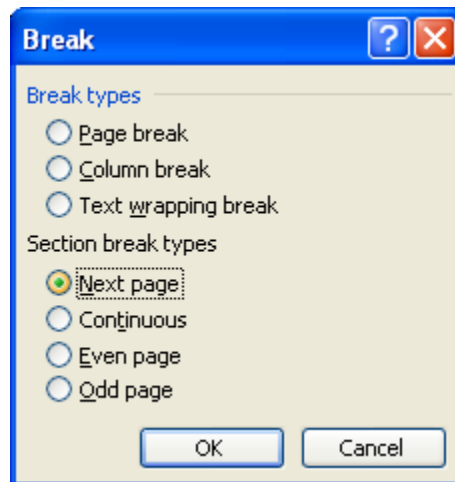 Break
Break types
Page break
Column break
Text wrapping break
Section break types
Next page
Continuous
Even page
Odd page
OK Cancel